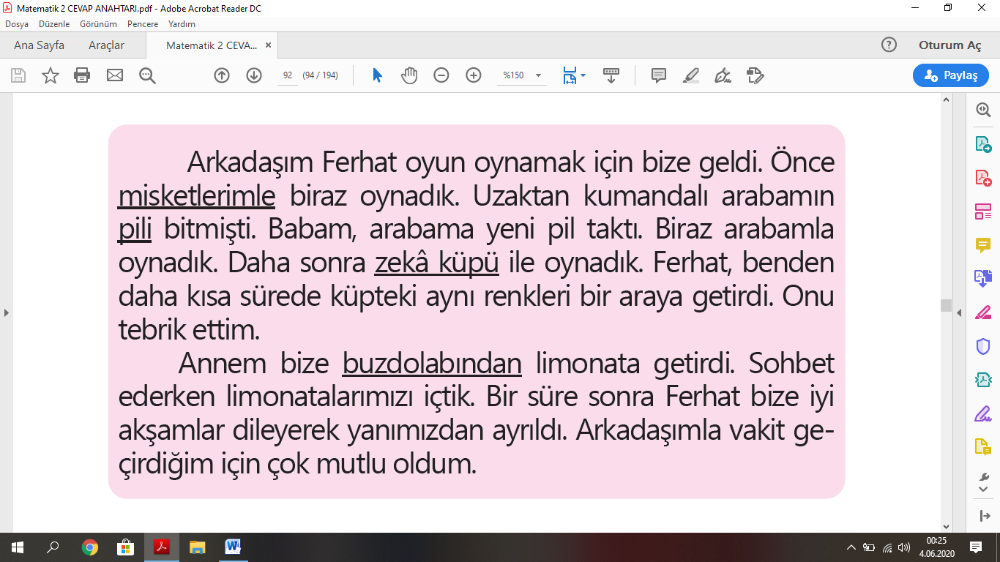 Matematik 2 CEVAP ANAHTARI.pdf - Adobe Acrobat Reader DC
Dosya Düzenle Görünüm Pencere Yardım
Ana Sayfa Araçlar Matematik 2 CEVA... × ? Oturum Aç
92 (94 / 194) %150 Paylaş
Arkadaşım Ferhat oyun oynamak için bize geldi. Önce
misketlerimle biraz oynadık. Uzaktan kumandalı arabamın
pili bitmişti. Babam, arabama yeni pil taktı. Biraz arabamla
oynadık. Daha sonra zekâ küpü ile oynadık. Ferhat, benden
daha kısa sürede küpteki aynı renkleri bir araya getirdi. Onu
tebrik ettim.
Annem bize buzdolabından limonata getirdi. Sohbet
ederken limonatalarımızı içtik. Bir süre sonra Ferhat bize iyi
akşamlar dileyerek yanımızdan ayrıldı. Arkadaşımla vakit ge-
çirdiğim için çok mutlu oldum.
00:25
4.06.2020